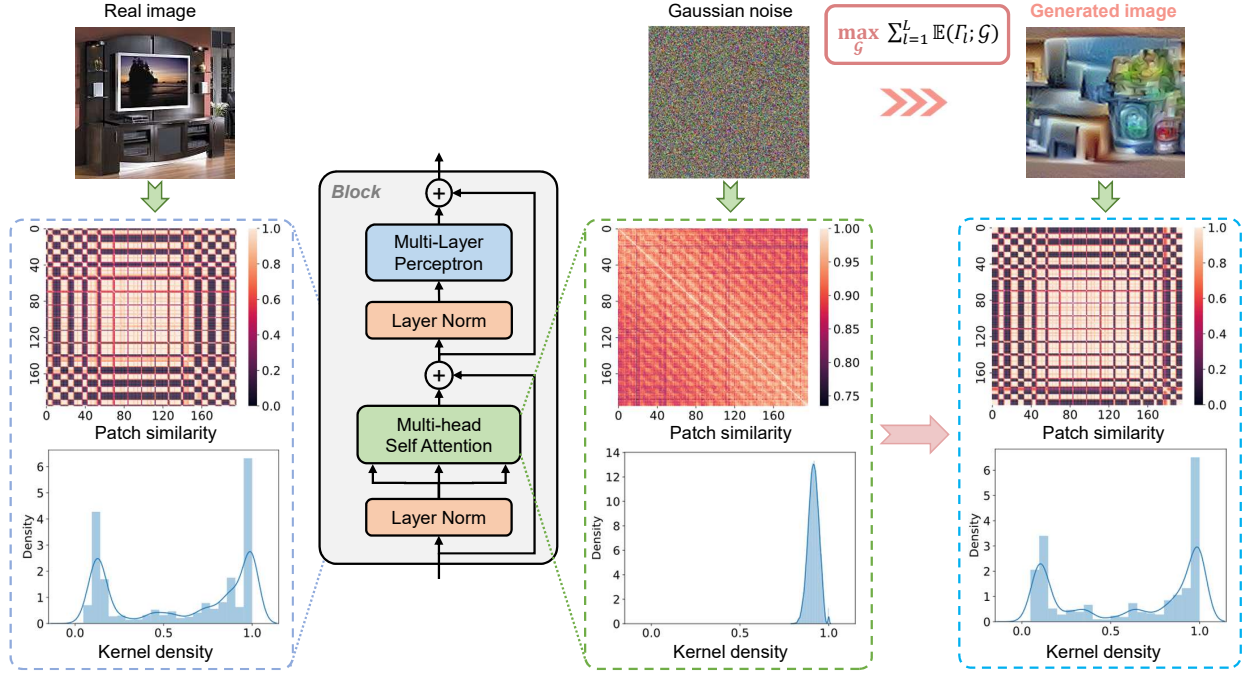 Real image
Gaussian noise
max_𝒢 ∑_{l=1}^{L} 𝔼(Γ_l; 𝒢)
Generated image
Block
Multi-Layer
Perceptron
Layer Norm
Multi-head
Self Attention
Layer Norm
0
40
80
120
160
0 40 80 120 160
1.0
0.8
0.6
0.4
0.2
0.0
Patch similarity
Density
6
5
4
3
2
1
0
0.0 0.5 1.0
Kernel density
0
40
80
120
160
0 40 80 120 160
1.00
0.95
0.90
0.85
0.80
0.75
Patch similarity
Density
14
12
10
8
6
4
2
0
0.0 0.5 1.0
Kernel density
0
40
80
120
160
0 40 80 120 160
1.0
0.8
0.6
0.4
0.2
0.0
Patch similarity
Density
6
5
4
3
2
1
0
0.0 0.5 1.0
Kernel density